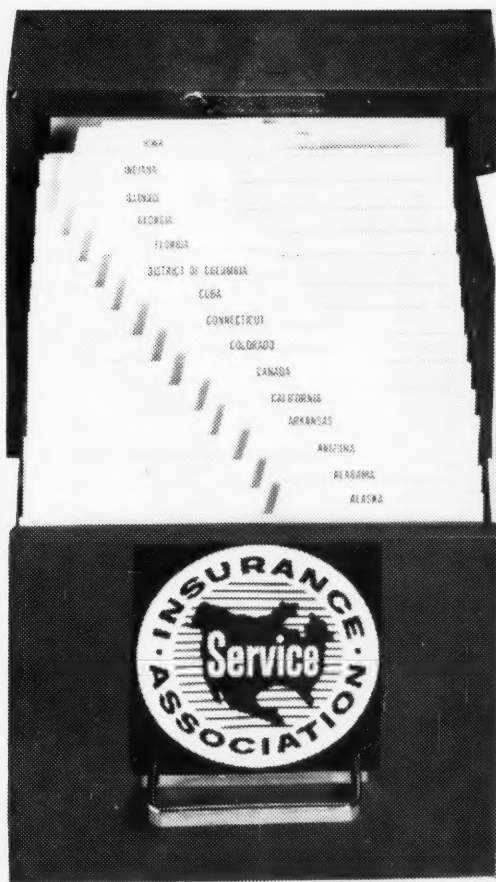 IOWA
INDIANA
ILLINOIS
GEORGIA
FLORIDA
DISTRICT OF COLUMBIA
CUBA
CONNECTICUT
COLORADO
CANADA
CALIFORNIA
ARKANSAS
ARIZONA
ALABAMA
ALASKA
· INSURANCE ·
Service
ASSOCIATION